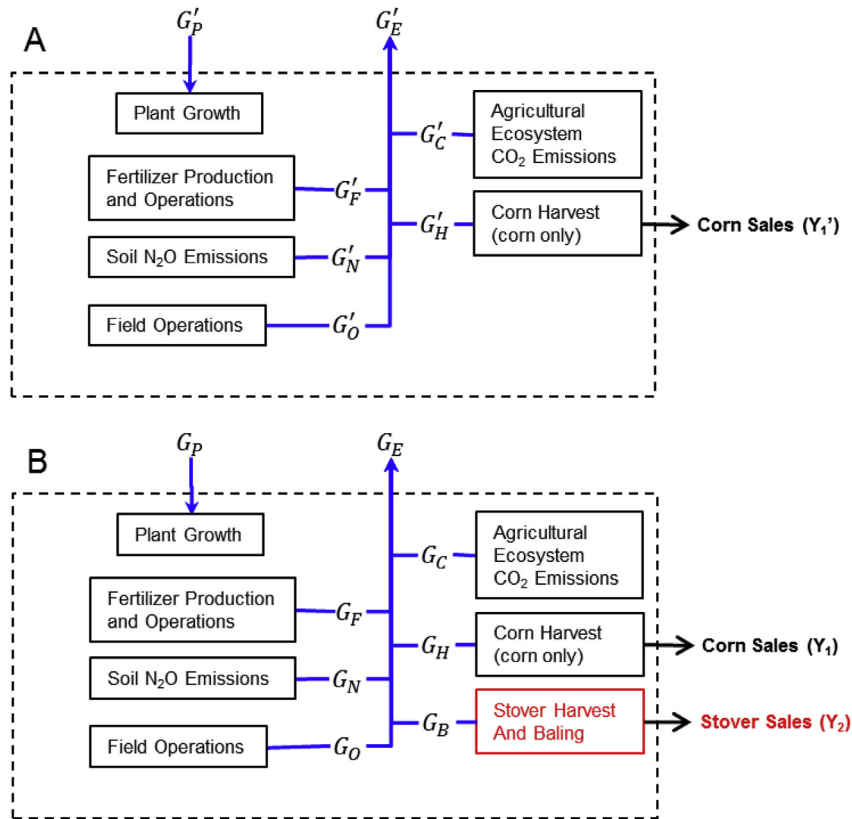 A
G′P
G′E
Plant Growth
G′C
Agricultural
Ecosystem
CO2 Emissions
Fertilizer Production
and Operations
G′F
G′H
Corn Harvest
(corn only)
Corn Sales (Y1’)
Soil N2O Emissions
G′N
Field Operations
G′O
B
GP
GE
Plant Growth
GC
Agricultural
Ecosystem
CO2 Emissions
Fertilizer Production
and Operations
GF
GH
Corn Harvest
(corn only)
Corn Sales (Y1)
Soil N2O Emissions
GN
GB
Stover Harvest
And Baling
Stover Sales (Y2)
Field Operations
GO